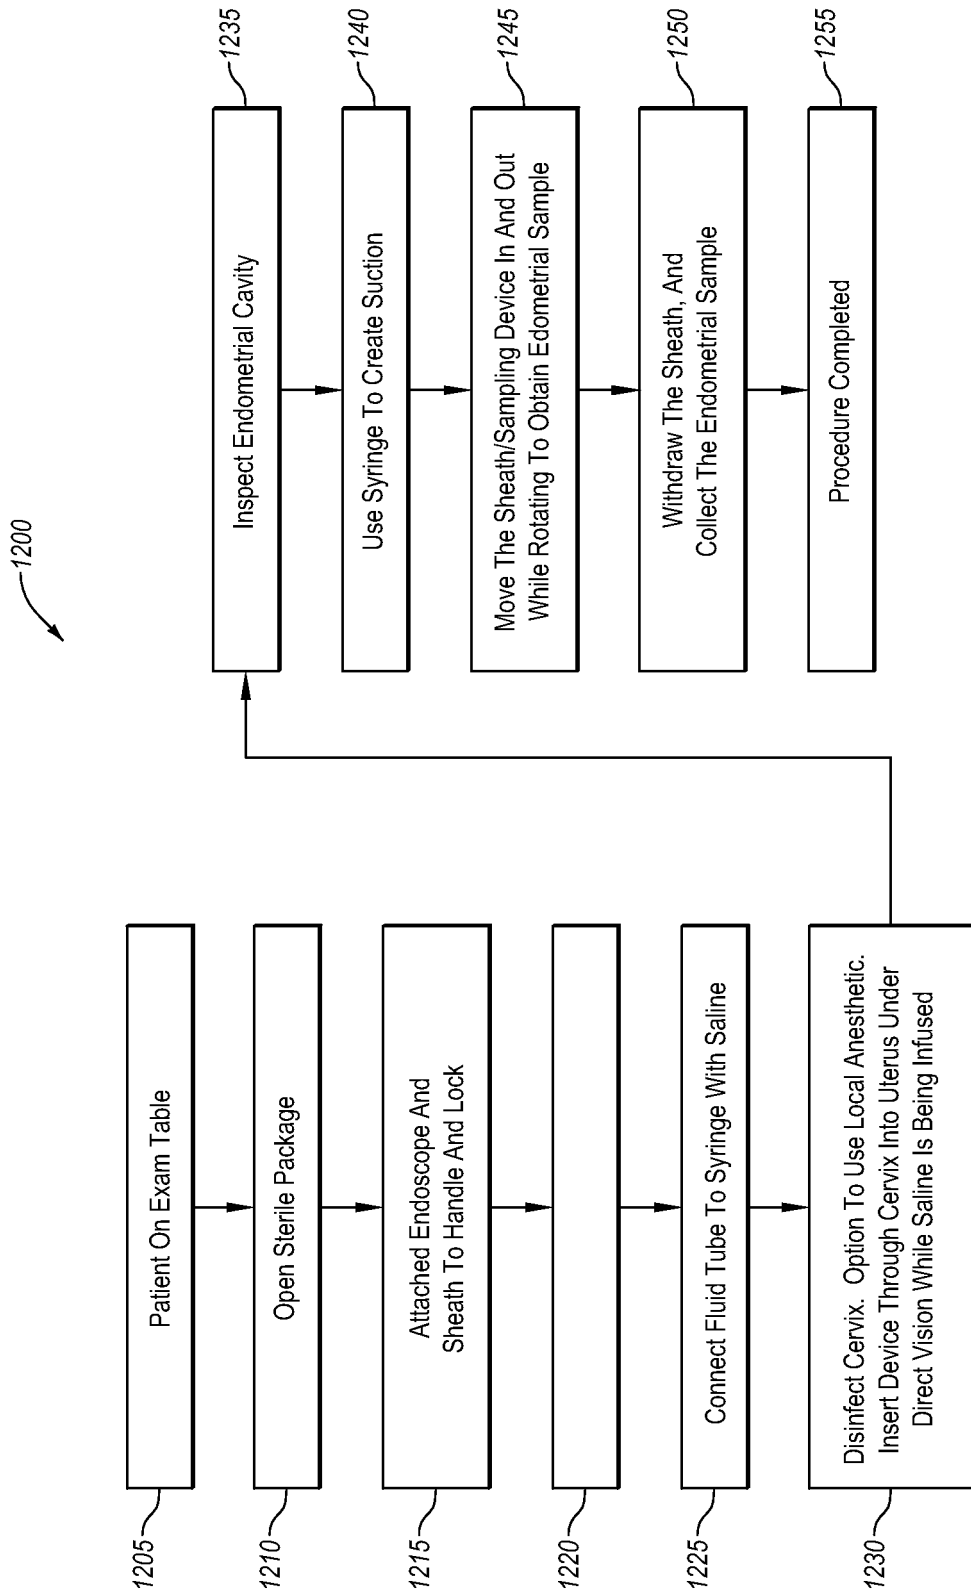 1200
1205
Patient On Exam Table
1210
Open Sterile Package
1215
Attached Endoscope And
Sheath To Handle And Lock
1220
1225
Connect Fluid Tube To Syringe With Saline
1230
Disinfect Cervix. Option To Use Local Anesthetic.
Insert Device Through Cervix Into Uterus Under
Direct Vision While Saline Is Being Infused
Inspect Endometrial Cavity
1235
Use Syringe To Create Suction
1240
Move The Sheath/Sampling Device In And Out
While Rotating To Obtain Edometrial Sample
1245
Withdraw The Sheath, And
Collect The Endometrial Sample
1250
Procedure Completed
1255